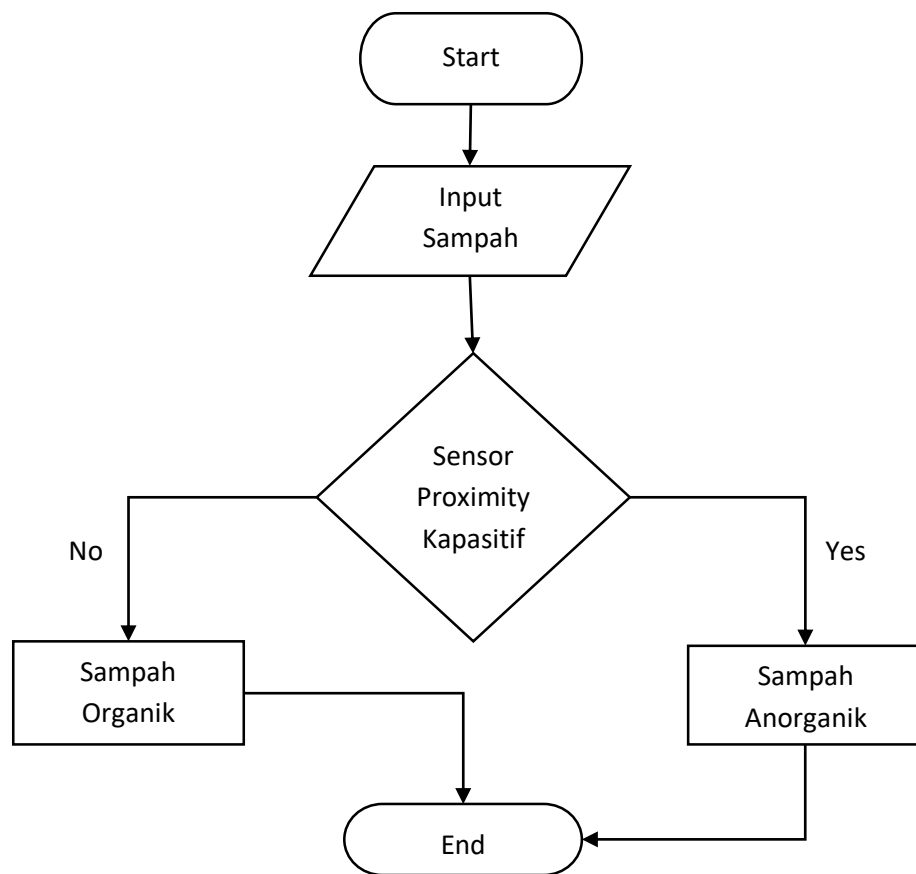 Start
Input
Sampah
Sensor
Proximity
Kapasitif
No
Yes
Sampah
Organik
Sampah
Anorganik
End